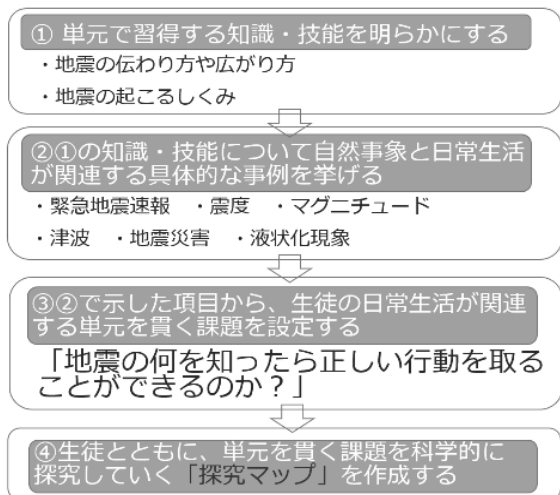 ① 単元で習得する知識・技能を明らかにする
・地震の伝わり方や広がり方
・地震の起こるしくみ
②①の知識・技能について自然事象と日常生活
が関連する具体的な事例を挙げる
・緊急地震速報　・震度　・マグニチュード
・津波　・地震災害　・液状化現象
③②で示した項目から、生徒の日常生活が関連
する単元を貫く課題を設定する
「地震の何を知ったら正しい行動を取る
ことができるのか？」
④生徒とともに、単元を貫く課題を科学的に
探究していく「探究マップ」を作成する